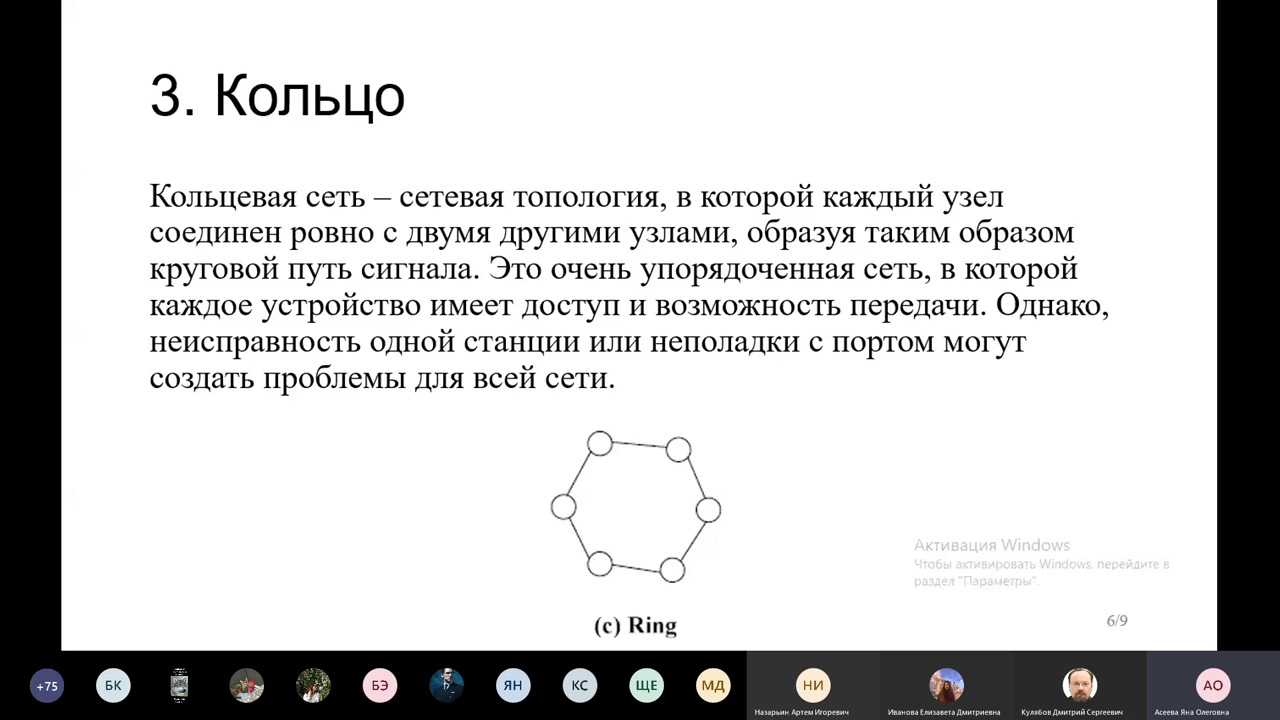 3. Кольцо
Кольцевая сеть – сетевая топология, в которой каждый узел
соединен ровно с двумя другими узлами, образуя таким образом
круговой путь сигнала. Это очень упорядоченная сеть, в которой
каждое устройство имеет доступ и возможность передачи. Однако,
неисправность одной станции или неполадки с портом могут
создать проблемы для всей сети.
(c) Ring
Активация Windows
Чтобы активировать Windows, перейдите в
раздел "Параметры".
6/9
+75
БК
БЭ
ЯН
КС
ЩЕ
МД
НИ
АО
Назарьин Артем Игоревич
Иванова Елизавета Дмитриевна
Кулябов Дмитрий Сергеевич
Асеева Яна Олеговна